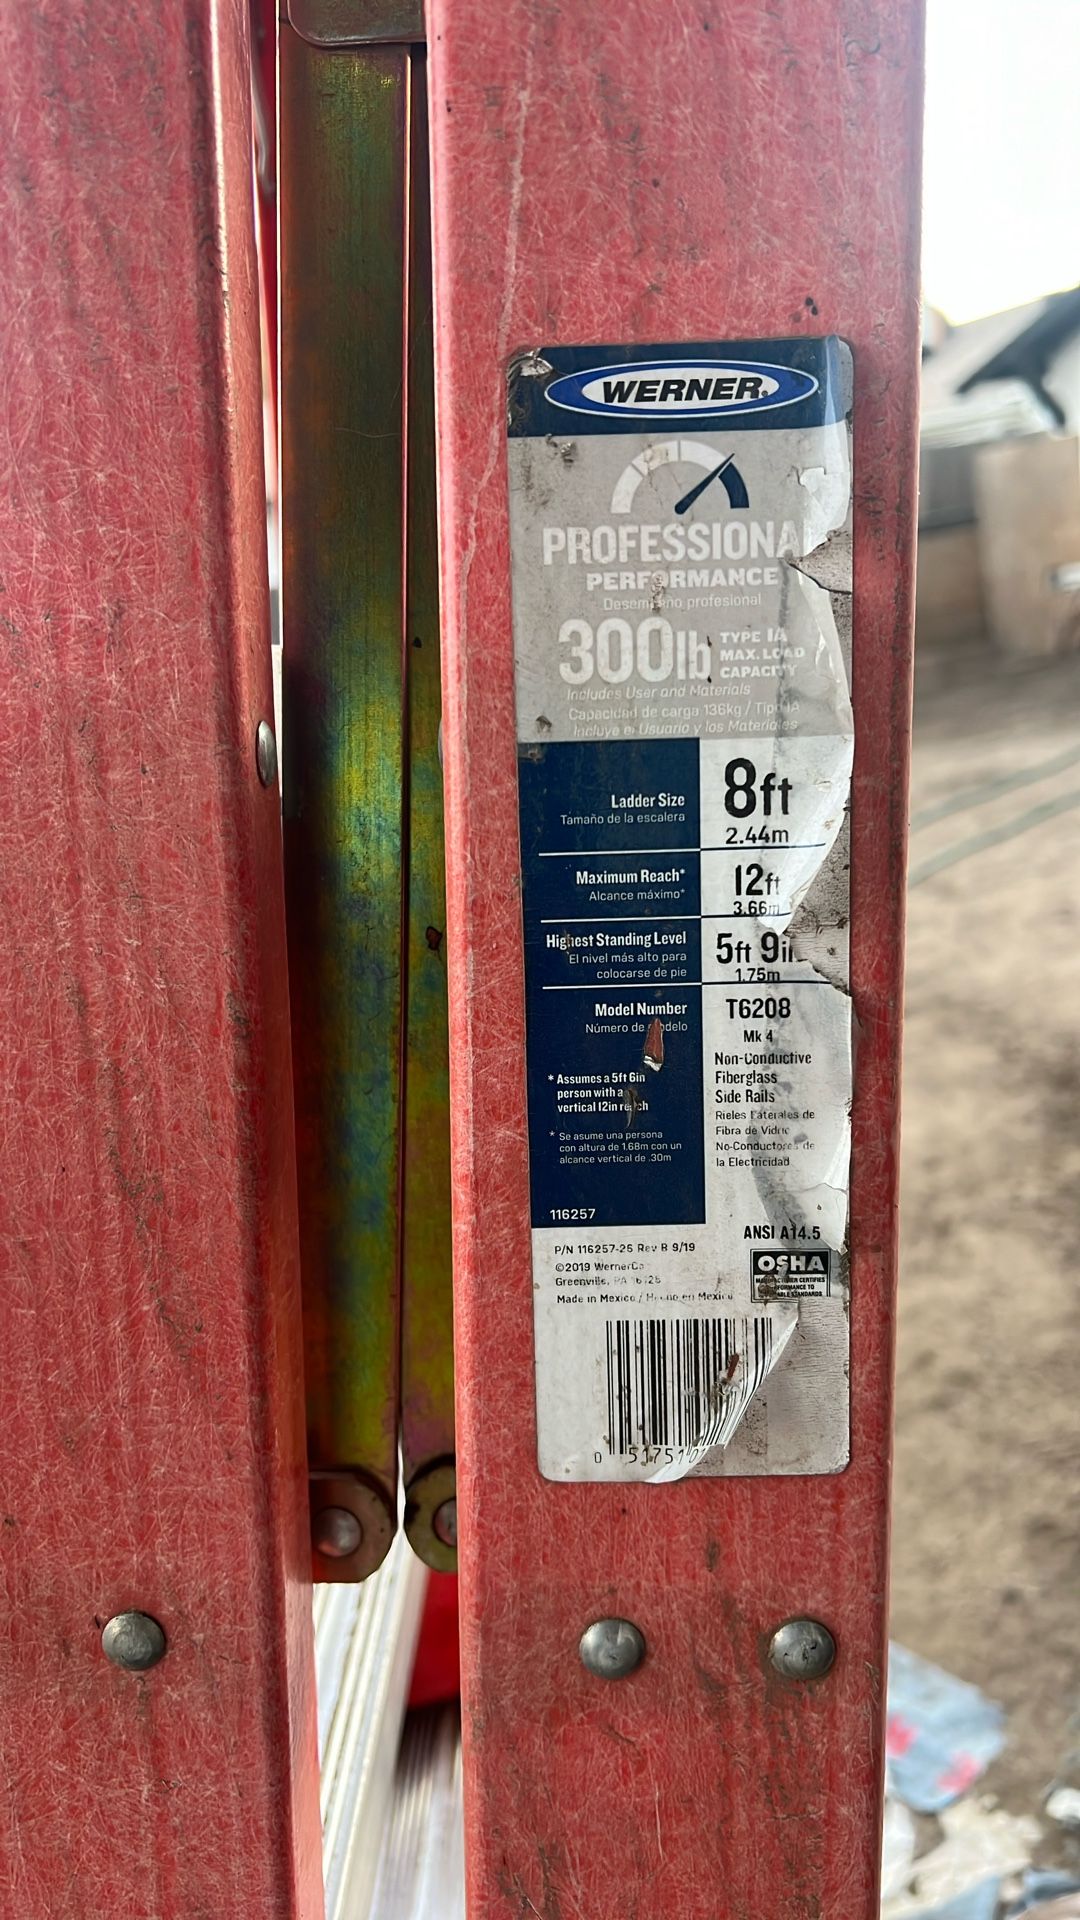 WERNER
PROFESSIONA
PERFORMANCE
profesional
300lb TYPE IA
MAX. LOAD
CAPACITY
Includes User and Materials
Capacidad de carga 136kg / Tipo IA
Incluye el Usuario y los Materiales
Ladder Size
Tamaño de la escalera
8ft
2.44m
Maximum Reach*
Alcance máximo*
12ft
3.66m
Highest Standing Level
El nivel más alto para
colocarse de pie
5ft 9i
1.75m
Model Number
Número de
T6208
Mk 4
Non-Conductive
Fiberglass
Side Rails
Rieles Laterales de
Fibra de Vidrio
No-Conductores de
la Electricidad
* Assumes a 5ft 6in
person with a
vertical 12in reach
* Se asume una persona
con altura de 1.68m con un
alcance vertical de .30m
116257
ANSI A14.5
P/N 116257-26 Rev B 9/19
©2019 WernerCo
Greenville, PA
Made in Mexico / Hecho en Mexico
OSHA
MANUFACTURER CERTIFIES
0 51751 0